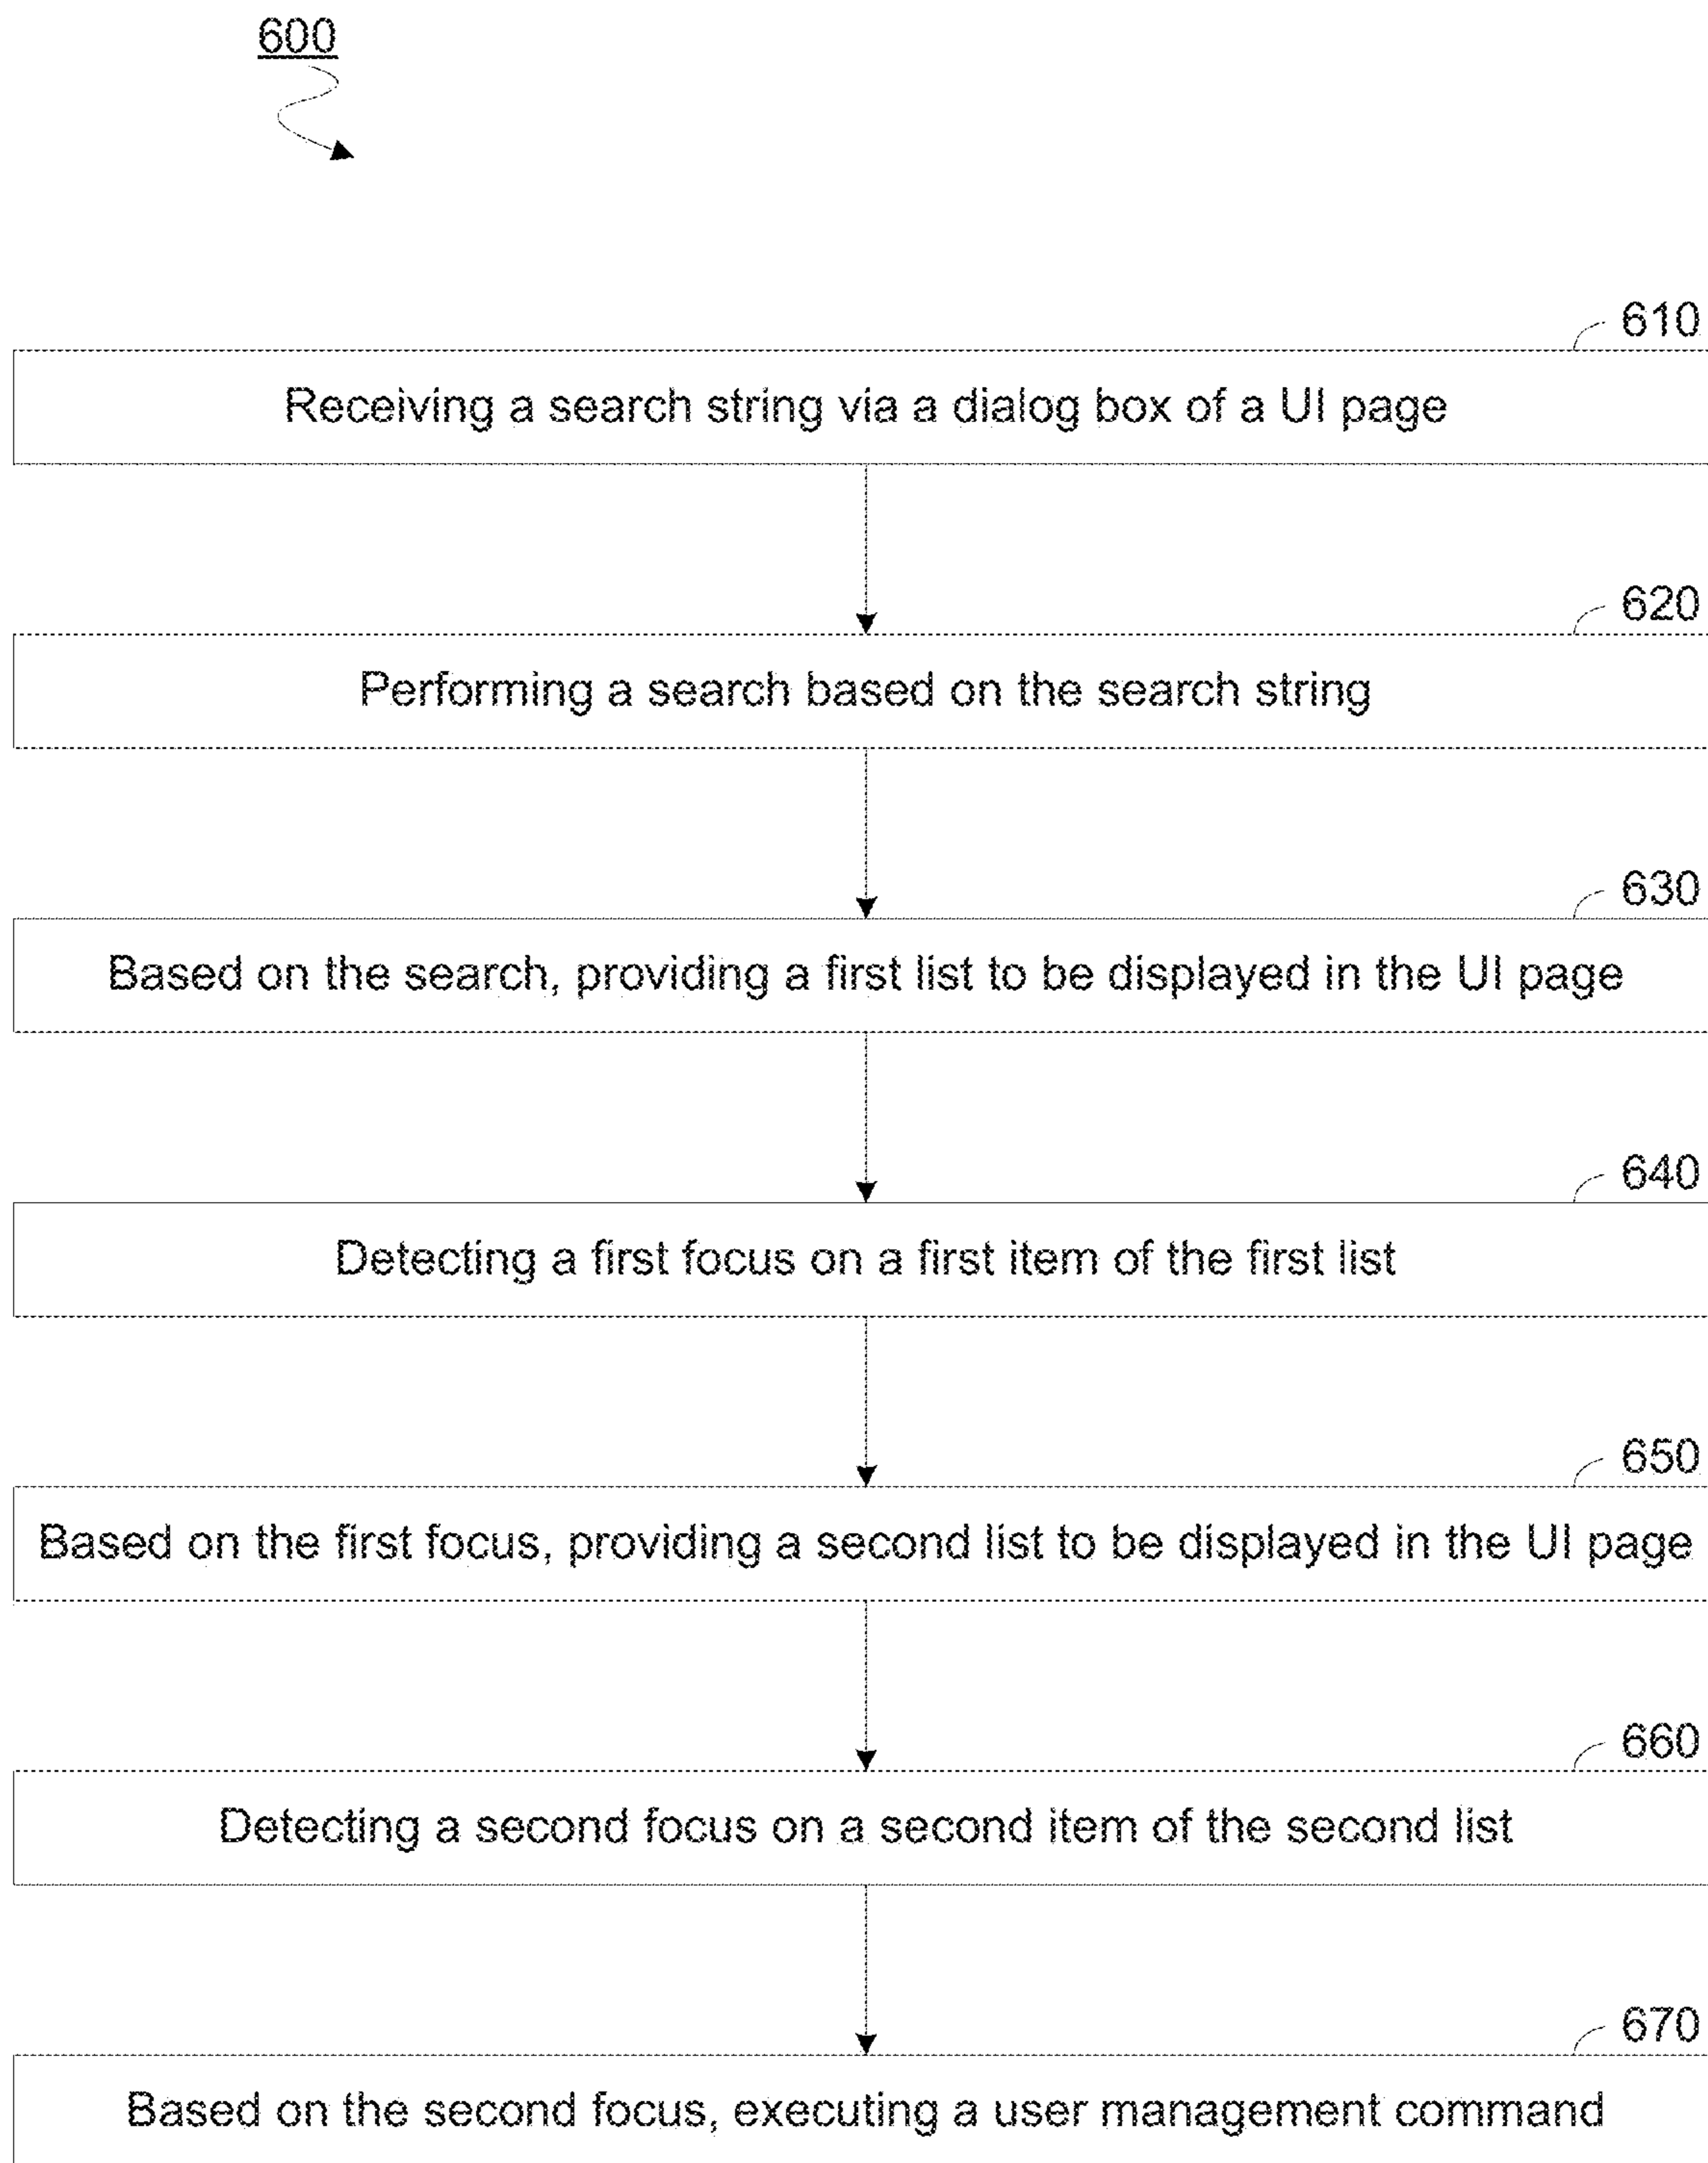 600
610
Receiving a search string via a dialog box of a UI page
620
Performing a search based on the search string
630
Based on the search, providing a first list to be displayed in the UI page
640
Detecting a first focus on a first item of the first list
650
Based on the first focus, providing a second list to be displayed in the UI page
660
Detecting a second focus on a second item of the second list
670
Based on the second focus, executing a user management command